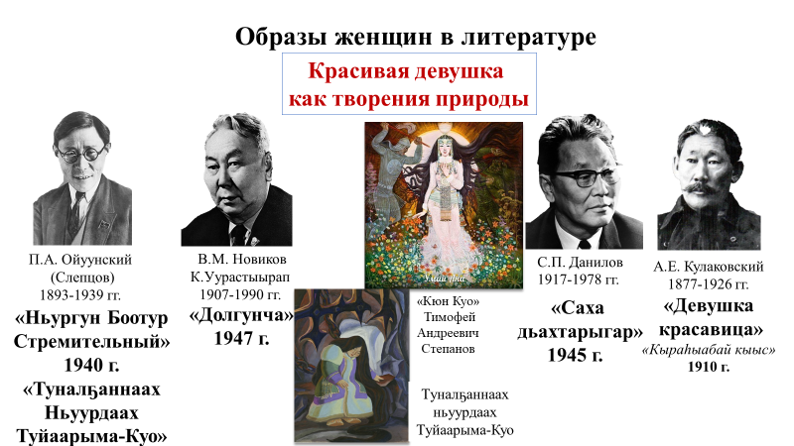 Образы женщин в литературе
Красивая девушка
как творения природы
П.А. Ойуунский
(Слепцов)
1893-1939 гг.
«Ньургун Боотур
Стремительный»
1940 г.
«Туналҕаннаах
Ньуурдаах
Туйаарыма-Куо»
В.М. Новиков
К.Уурастыырап
1907-1990 гг.
«Долгунча»
1947 г.
«Кюн Куо»
Тимофей
Андреевич
Степанов
Туналҕаннаах
ньуурдаах
Туйаарыма-Куо
С.П. Данилов
1917-1978 гг.
«Саха
дьахтарыгар»
1945 г.
А.Е. Кулаковский
1877-1926 гг.
«Девушка
красавица»
«Кыраһыабай кыыс»
1910 г.